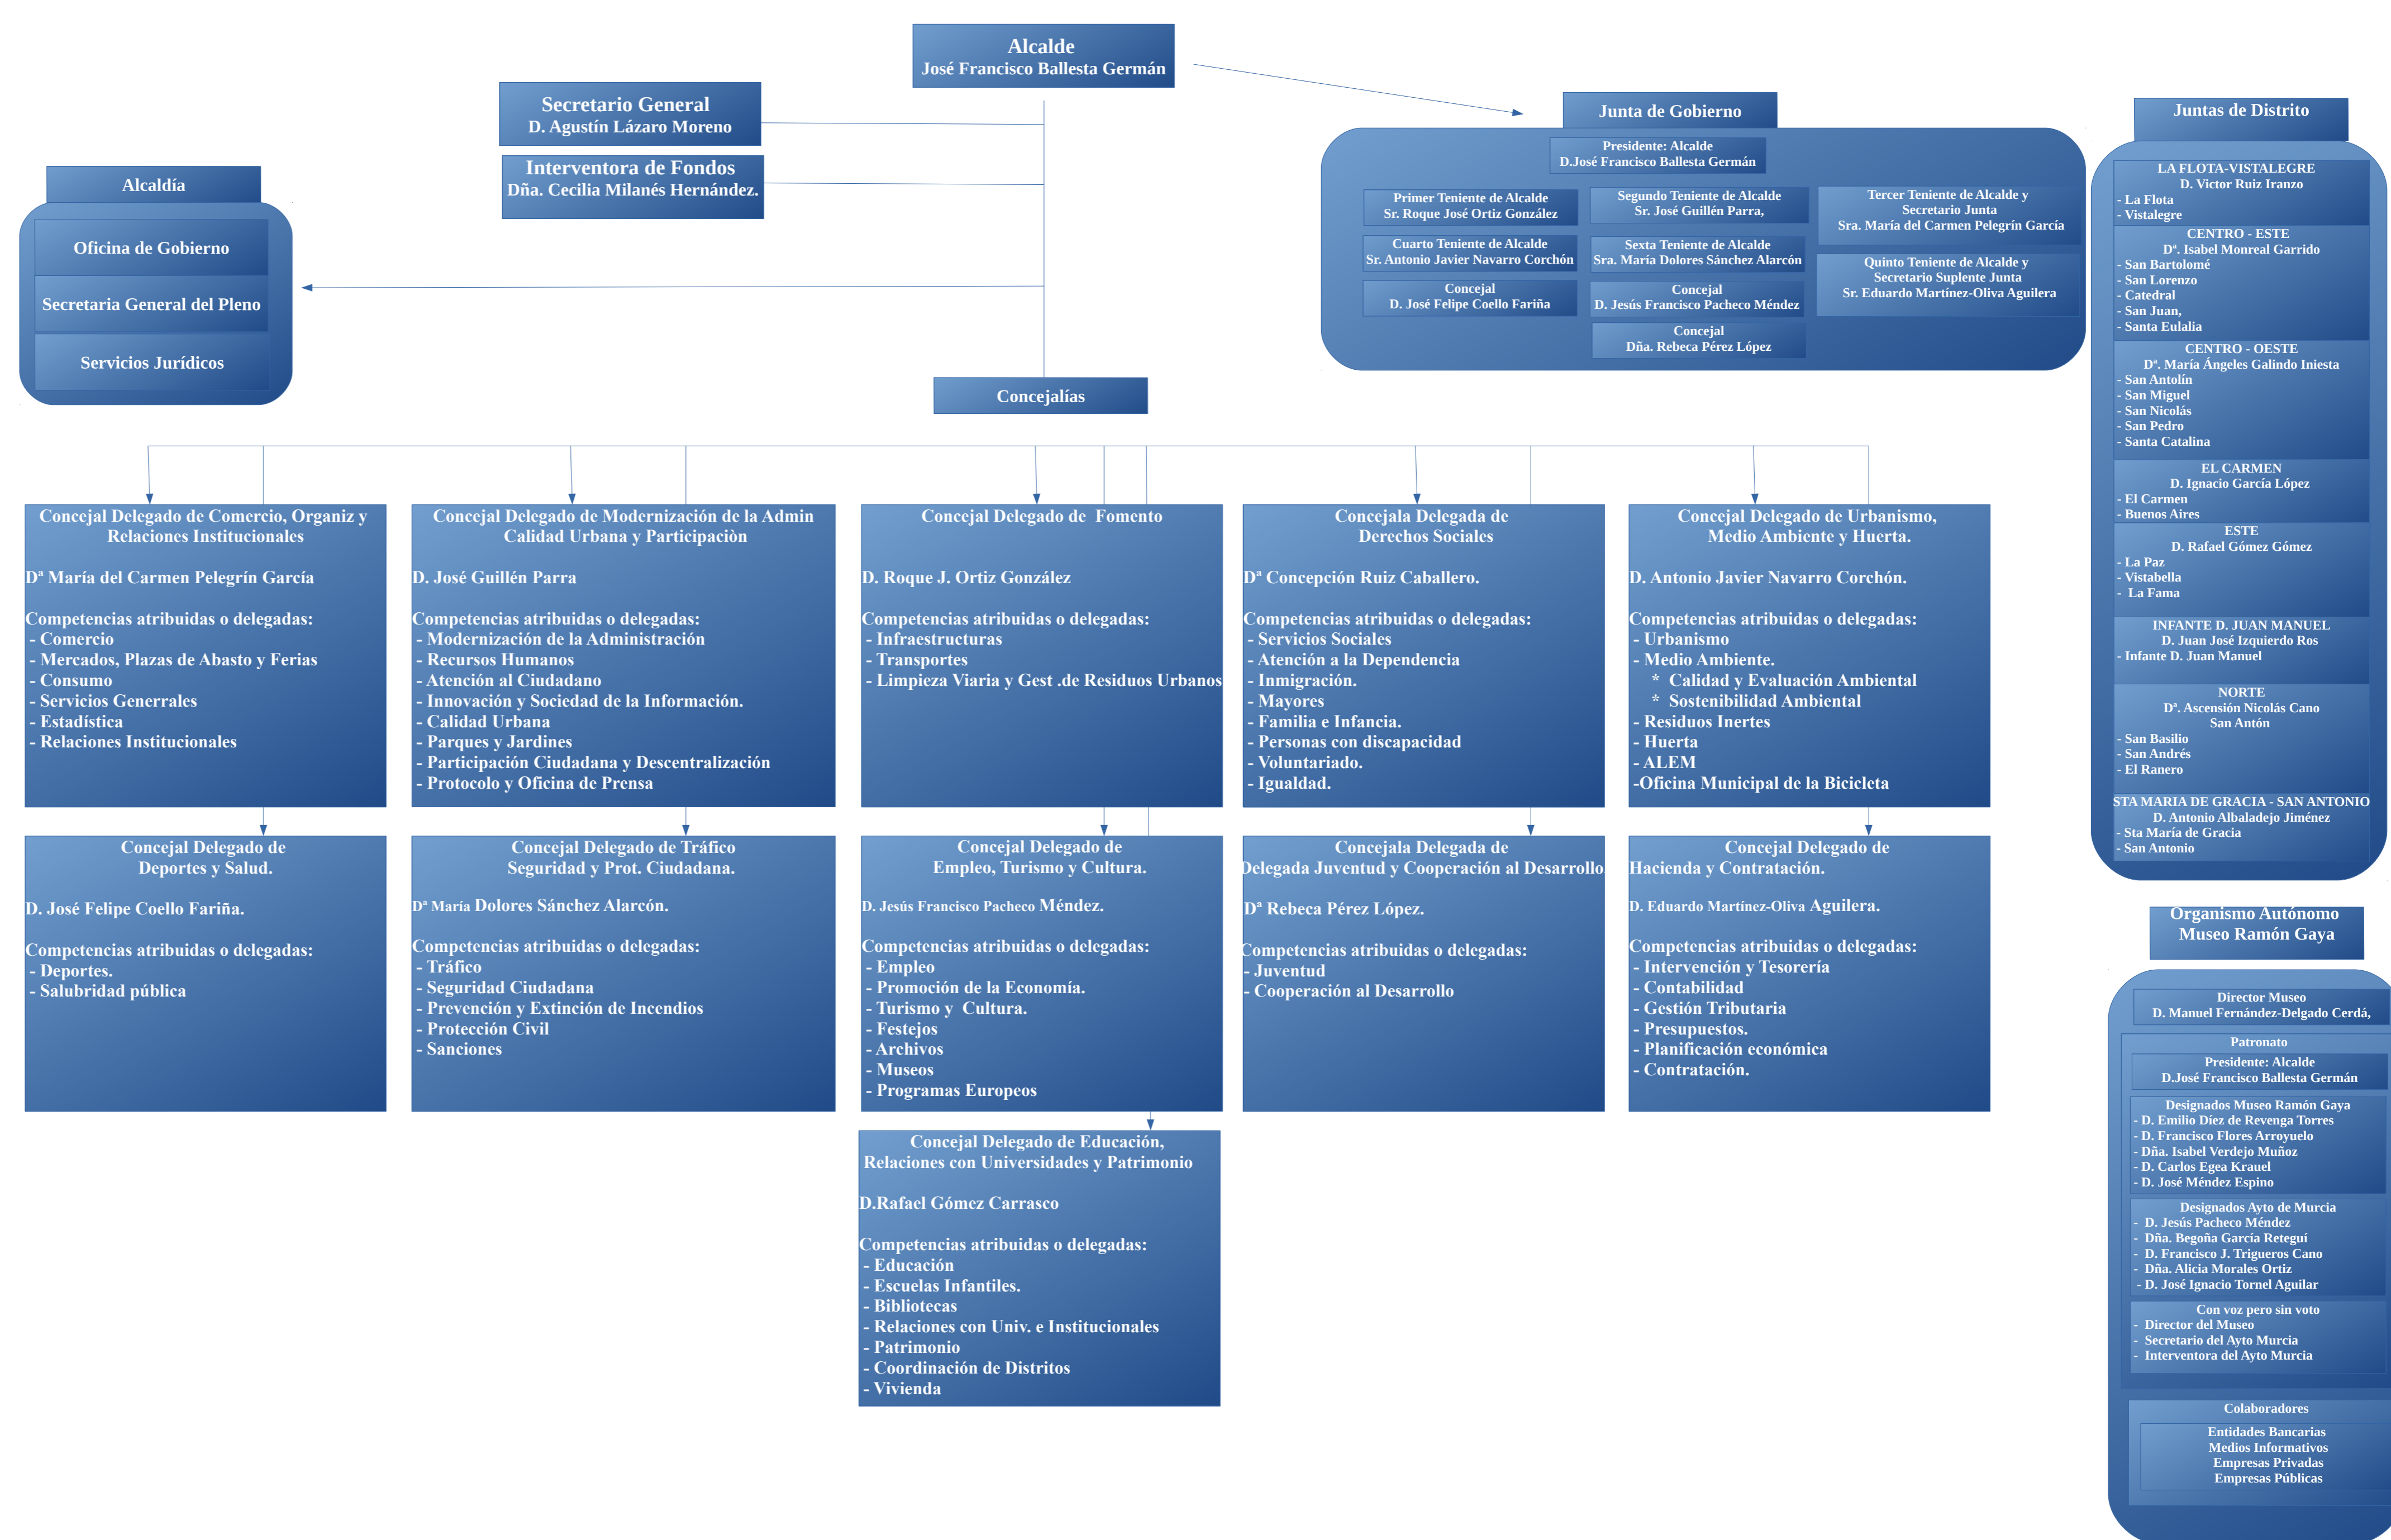 Alcalde
José Francisco Ballesta Germán
Secretario General
D. Agustín Lázaro Moreno
Interventora de Fondos
Dña. Cecilia Milanés Hernández.
Alcaldía
Oficina de Gobierno
Secretaria General del Pleno
Servicios Jurídicos
Junta de Gobierno
Presidente: Alcalde
D.José Francisco Ballesta Germán
Primer Teniente de Alcalde
Sr. Roque José Ortiz González
Segundo Teniente de Alcalde
Sr. José Guillén Parra,
Tercer Teniente de Alcalde y
Secretario Junta
Sra. María del Carmen Pelegrín García
Cuarto Teniente de Alcalde
Sr. Antonio Javier Navarro Corchón
Sexta Teniente de Alcalde
Sra. María Dolores Sánchez Alarcón
Quinto Teniente de Alcalde y
Secretario Suplente Junta
Sr. Eduardo Martínez-Oliva Aguilera
Concejal
D. José Felipe Coello Fariña
Concejal
D. Jesús Francisco Pacheco Méndez
Concejal
Dña. Rebeca Pérez López
Concejalías
Concejal Delegado de Comercio, Organiz y
Relaciones Institucionales
Dª María del Carmen Pelegrín García
Competencias atribuidas o delegadas:
- Comercio
- Mercados, Plazas de Abasto y Ferias
- Consumo
- Servicios Generrales
- Estadística
- Relaciones Institucionales
Concejal Delegado de Modernización de la Admin
Calidad Urbana y Participaciòn
D. José Guillén Parra
Competencias atribuidas o delegadas:
- Modernización de la Administración
- Recursos Humanos
- Atención al Ciudadano
- Innovación y Sociedad de la Información.
- Calidad Urbana
- Parques y Jardines
- Participación Ciudadana y Descentralización
- Protocolo y Oficina de Prensa
Concejal Delegado de  Fomento
D. Roque J. Ortiz González
Competencias atribuidas o delegadas:
- Infraestructuras
- Transportes
- Limpieza Viaria y Gest .de Residuos Urbanos
Concejala Delegada de
Derechos Sociales
Dª Concepción Ruiz Caballero.
Competencias atribuidas o delegadas:
- Servicios Sociales
- Atención a la Dependencia
- Inmigración.
- Mayores
- Familia e Infancia.
- Personas con discapacidad
- Voluntariado.
- Igualdad.
Concejal Delegado de Urbanismo,
Medio Ambiente y Huerta.
D. Antonio Javier Navarro Corchón.
Competencias atribuidas o delegadas:
- Urbanismo
- Medio Ambiente.
* Calidad y Evaluación Ambiental
* Sostenibilidad Ambiental
- Residuos Inertes
- Huerta
- ALEM
-Oficina Municipal de la Bicicleta
Concejal Delegado de
Deportes y Salud.
D. José Felipe Coello Fariña.
Competencias atribuidas o delegadas:
- Deportes.
- Salubridad pública
Concejal Delegado de Tráfico
Seguridad y Prot. Ciudadana.
Dª María Dolores Sánchez Alarcón.
Competencias atribuidas o delegadas:
- Tráfico
- Seguridad Ciudadana
- Prevención y Extinción de Incendios
- Protección Civil
- Sanciones
Concejal Delegado de
Empleo, Turismo y Cultura.
D. Jesús Francisco Pacheco Méndez.
Competencias atribuidas o delegadas:
- Empleo
- Promoción de la Economía.
- Turismo y  Cultura.
- Festejos
- Archivos
- Museos
- Programas Europeos
Concejala Delegada de
Delegada Juventud y Cooperación al Desarrollo
Dª Rebeca Pérez López.
Competencias atribuidas o delegadas:
- Juventud
- Cooperación al Desarrollo
Concejal Delegado de
Hacienda y Contratación.
D. Eduardo Martínez-Oliva Aguilera.
Competencias atribuidas o delegadas:
- Intervención y Tesorería
- Contabilidad
- Gestión Tributaria
- Presupuestos.
- Planificación económica
- Contratación.
Concejal Delegado de Educación,
Relaciones con Universidades y Patrimonio
D.Rafael Gómez Carrasco
Competencias atribuidas o delegadas:
- Educación
- Escuelas Infantiles.
- Bibliotecas
- Relaciones con Univ. e Institucionales
- Patrimonio
- Coordinación de Distritos
- Vivienda
Juntas de Distrito
LA FLOTA-VISTALEGRE
D. Victor Ruiz Iranzo
- La Flota
- Vistalegre
CENTRO - ESTE
Dª. Isabel Monreal Garrido
- San Bartolomé
- San Lorenzo
- Catedral
- San Juan,
- Santa Eulalia
CENTRO - OESTE
Dª. María Ángeles Galindo Iniesta
- San Antolín
- San Miguel
- San Nicolás
- San Pedro
- Santa Catalina
EL CARMEN
D. Ignacio García López
- El Carmen
- Buenos Aires
ESTE
D. Rafael Gómez Gómez
- La Paz
- Vistabella
- La Fama
INFANTE D. JUAN MANUEL
D. Juan José Izquierdo Ros
- Infante D. Juan Manuel
NORTE
Dª. Ascensión Nicolás Cano
San Antón
- San Basilio
- San Andrés
- El Ranero
STA MARIA DE GRACIA - SAN ANTONIO
D. Antonio Albaladejo Jiménez
- Sta María de Gracia
- San Antonio
Organismo Autónomo
Museo Ramón Gaya
Director Museo
D. Manuel Fernández-Delgado Cerdá,
Patronato
Presidente: Alcalde
D.José Francisco Ballesta Germán
Designados Museo Ramón Gaya
- D. Emilio Díez de Revenga Torres
- D. Francisco Flores Arroyuelo
- Dña. Isabel Verdejo Muñoz
- D. Carlos Egea Krauel
- D. José Méndez Espino
Designados Ayto de Murcia
- D. Jesús Pacheco Méndez
- Dña. Begoña García Reteguí
- D. Francisco J. Trigueros Cano
- Dña. Alicia Morales Ortiz
- D. José Ignacio Tornel Aguilar
Con voz pero sin voto
- Director del Museo
- Secretario del Ayto Murcia
- Interventora del Ayto Murcia
Colaboradores
Entidades Bancarias
Medios Informativos
Empresas Privadas
Empresas Públicas